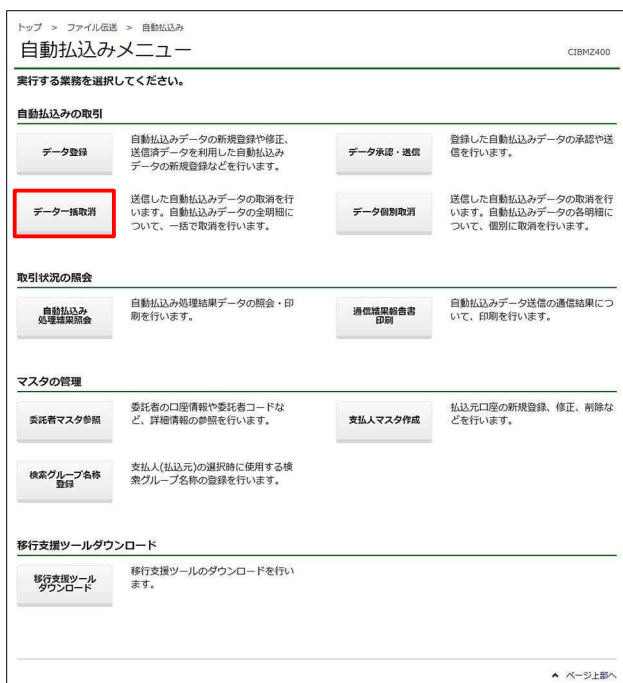 トップ > ファイル伝送 > 自動払込み
自動払込みメニュー
CIBMZ400
実行する業務を選択してください。
自動払込みの取引
データ登録
自動払込みデータの新規登録や修正、
送信済データを利用した自動払込み
データの新規登録などを行います。
データ承認・送信
登録した自動払込みデータの承認や送
信を行います。
データ一括取消
送信した自動払込みデータの取消を行
います。自動払込みデータの全明細に
ついて、一括で取消を行います。
データ個別取消
送信した自動払込みデータの取消を行
います。自動払込みデータの各明細に
ついて、個別に取消を行います。
取引状況の照会
自動払込み
処理結果照会
自動払込み処理結果データの照会・印
刷を行います。
通信結果報告書
印刷
自動払込みデータ送信の通信結果につ
いて、印刷を行います。
マスタの管理
委託者マスタ参照
委託者の口座情報や委託者コードな
ど、詳細情報の参照を行います。
支払人マスタ作成
払込元口座の新規登録、修正、削除な
どを行います。
検索グループ名称
登録
支払人(払込元)の選択時に使用する検
索グループ名称の登録を行います。
移行支援ツールダウンロード
移行支援ツール
ダウンロード
移行支援ツールのダウンロードを行い
ます。
ページ上部へ